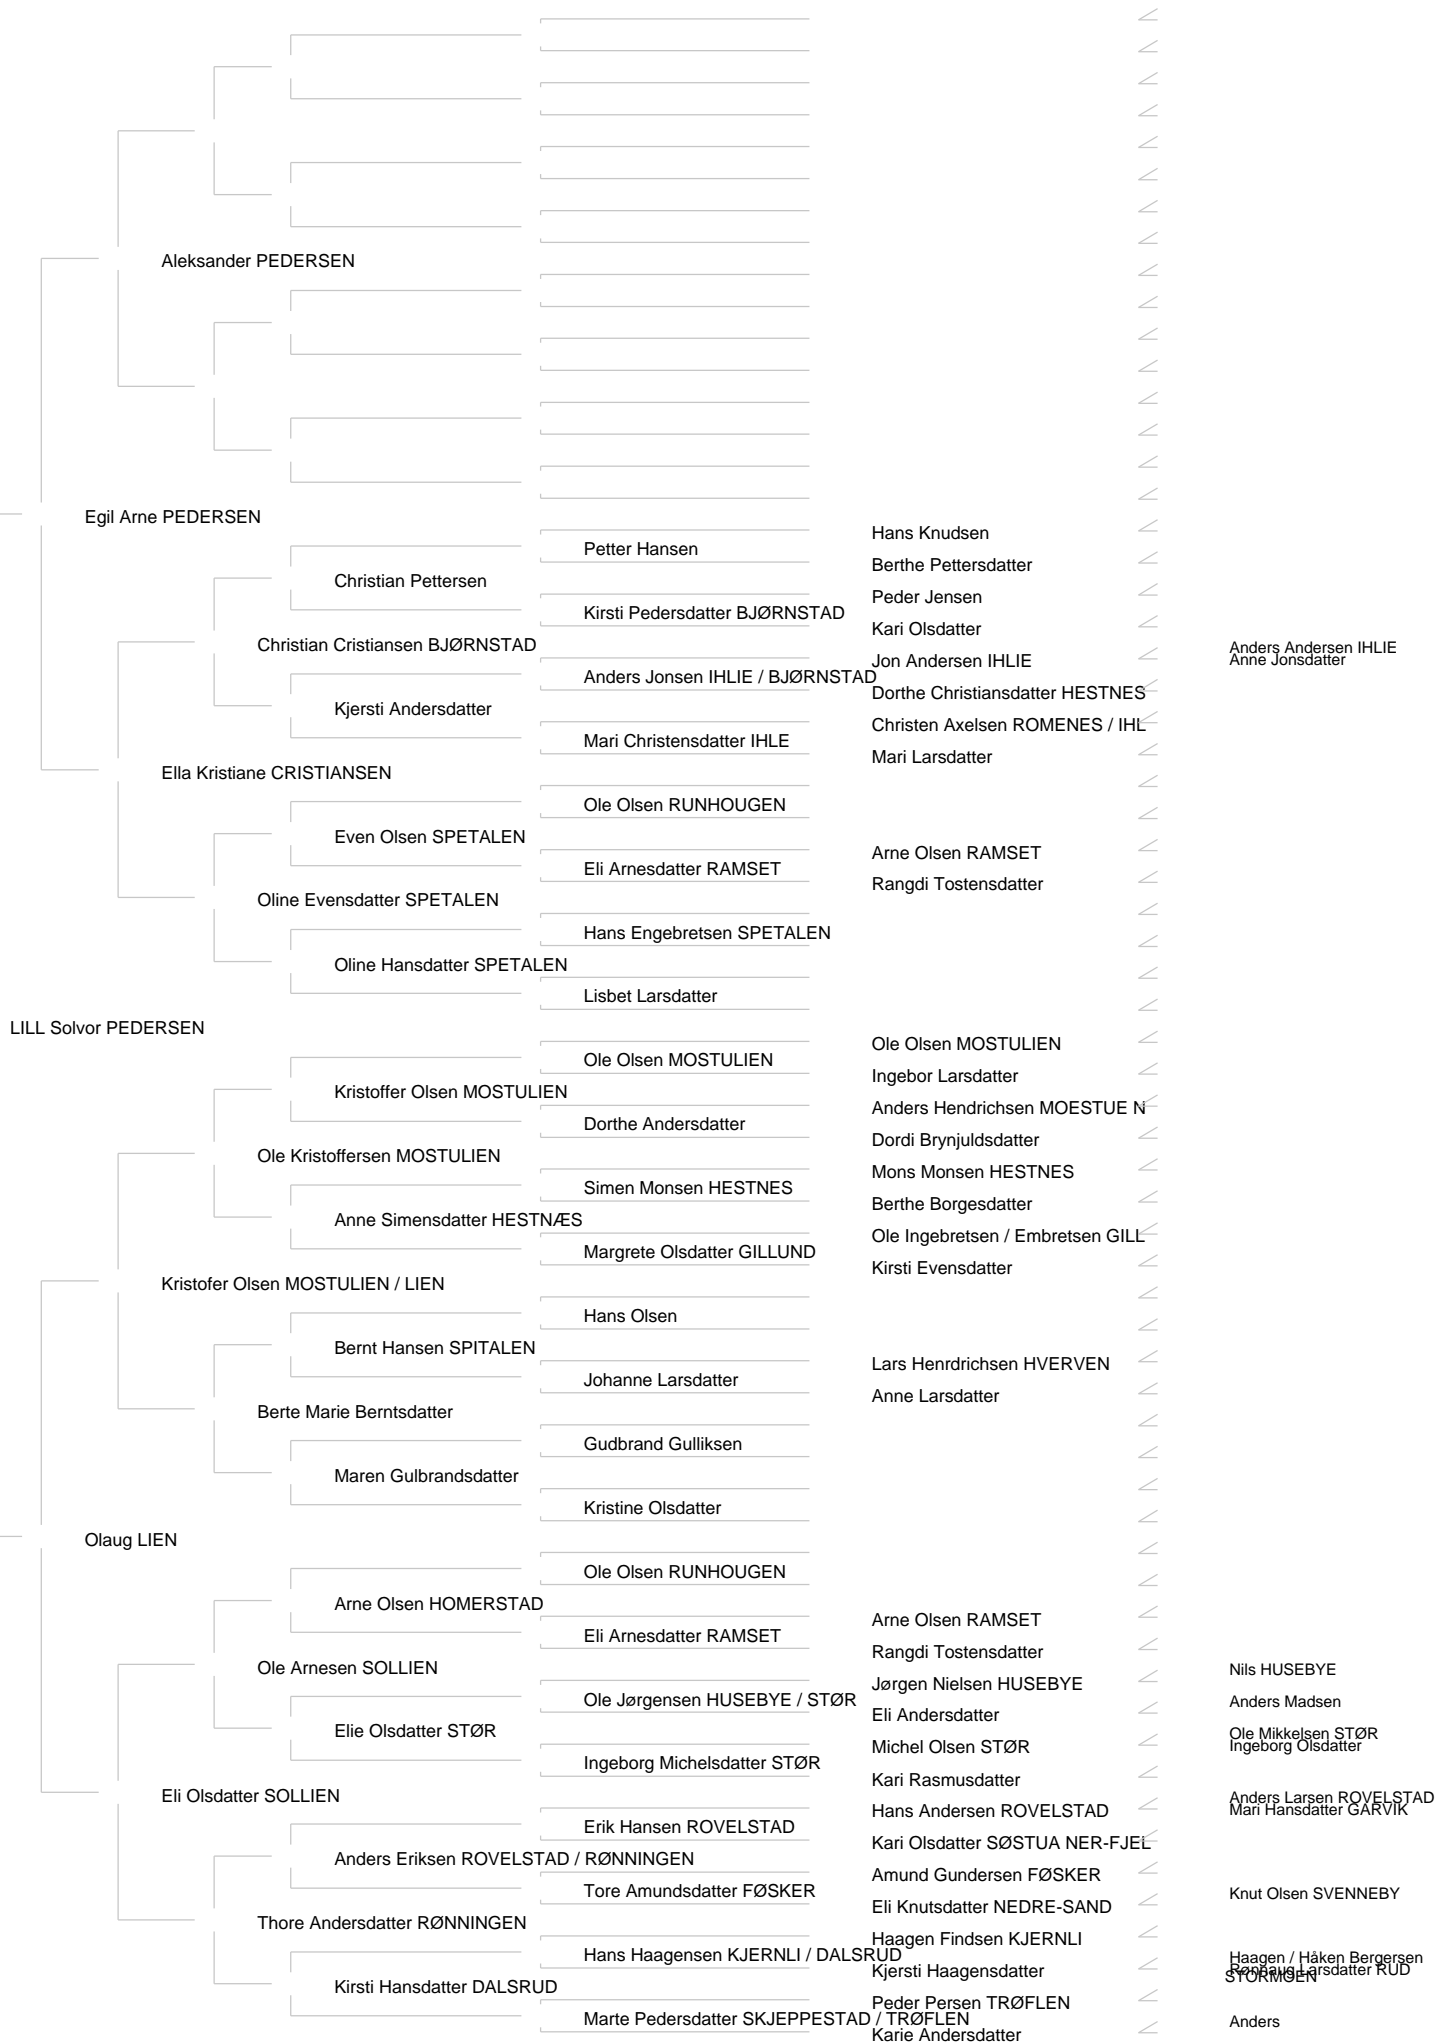 Aleksander PEDERSEN
Egil Arne PEDERSEN
Hans Knudsen
Petter Hansen
Berthe Pettersdatter
Christian Pettersen
Peder Jensen
Kirsti Pedersdatter BJØRNSTAD
Kari Olsdatter
Christian Cristiansen BJØRNSTAD
Anders Andersen IHLIE
Jon Andersen IHLIE
Anne Jonsdatter
Anders Jonsen IHLIE / BJØRNSTAD
Dorthe Christiansdatter HESTNES
Kjersti Andersdatter
Christen Axelsen ROMENES / IHL
Mari Christensdatter IHLE
Mari Larsdatter
Ella Kristiane CRISTIANSEN
Ole Olsen RUNHOUGEN
Even Olsen SPETALEN
Arne Olsen RAMSET
Eli Arnesdatter RAMSET
Rangdi Tostensdatter
Oline Evensdatter SPETALEN
Hans Engebretsen SPETALEN
Oline Hansdatter SPETALEN
Lisbet Larsdatter
LILL Solvor PEDERSEN
Ole Olsen MOSTULIEN
Ole Olsen MOSTULIEN
Ingebor Larsdatter
Kristoffer Olsen MOSTULIEN
Anders Hendrichsen MOESTUE N
Dorthe Andersdatter
Dordi Brynjuldsdatter
Ole Kristoffersen MOSTULIEN
Mons Monsen HESTNES
Simen Monsen HESTNES
Berthe Borgesdatter
Anne Simensdatter HESTNÆS
Ole Ingebretsen / Embretsen GILL
Margrete Olsdatter GILLUND
Kirsti Evensdatter
Kristofer Olsen MOSTULIEN / LIEN
Hans Olsen
Bernt Hansen SPITALEN
Lars Henrdrichsen HVERVEN
Johanne Larsdatter
Anne Larsdatter
Berte Marie Berntsdatter
Gudbrand Gulliksen
Maren Gulbrandsdatter
Kristine Olsdatter
Olaug LIEN
Ole Olsen RUNHOUGEN
Arne Olsen HOMERSTAD
Arne Olsen RAMSET
Eli Arnesdatter RAMSET
Rangdi Tostensdatter
Ole Arnesen SOLLIEN
Nils HUSEBYE
Jørgen Nielsen HUSEBYE
Ole Jørgensen HUSEBYE / STØR
Anders Madsen
Eli Andersdatter
Elie Olsdatter STØR
Ole Mikkelsen STØR
Michel Olsen STØR
Ingeborg Olsdatter
Ingeborg Michelsdatter STØR
Kari Rasmusdatter
Eli Olsdatter SOLLIEN
Anders Larsen ROVELSTAD
Hans Andersen ROVELSTAD
Mari Hansdatter GARVIK
Erik Hansen ROVELSTAD
Kari Olsdatter SØSTUA NER-FJEL
Anders Eriksen ROVELSTAD / RØNNINGEN
Amund Gundersen FØSKER
Tore Amundsdatter FØSKER
Knut Olsen SVENNEBY
Eli Knutsdatter NEDRE-SAND
Thore Andersdatter RØNNINGEN
Haagen Findsen KJERNLI
Hans Haagensen KJERNLI / DALSRUD
Haagen / Håken Bergersen
STORMOEN
Kjersti Haagensdatter
Rønnaug Larsdatter RUD
Kirsti Hansdatter DALSRUD
Peder Persen TRØFLEN
Marte Pedersdatter SKJEPPESTAD / TRØFLEN
Anders
Karie Andersdatter